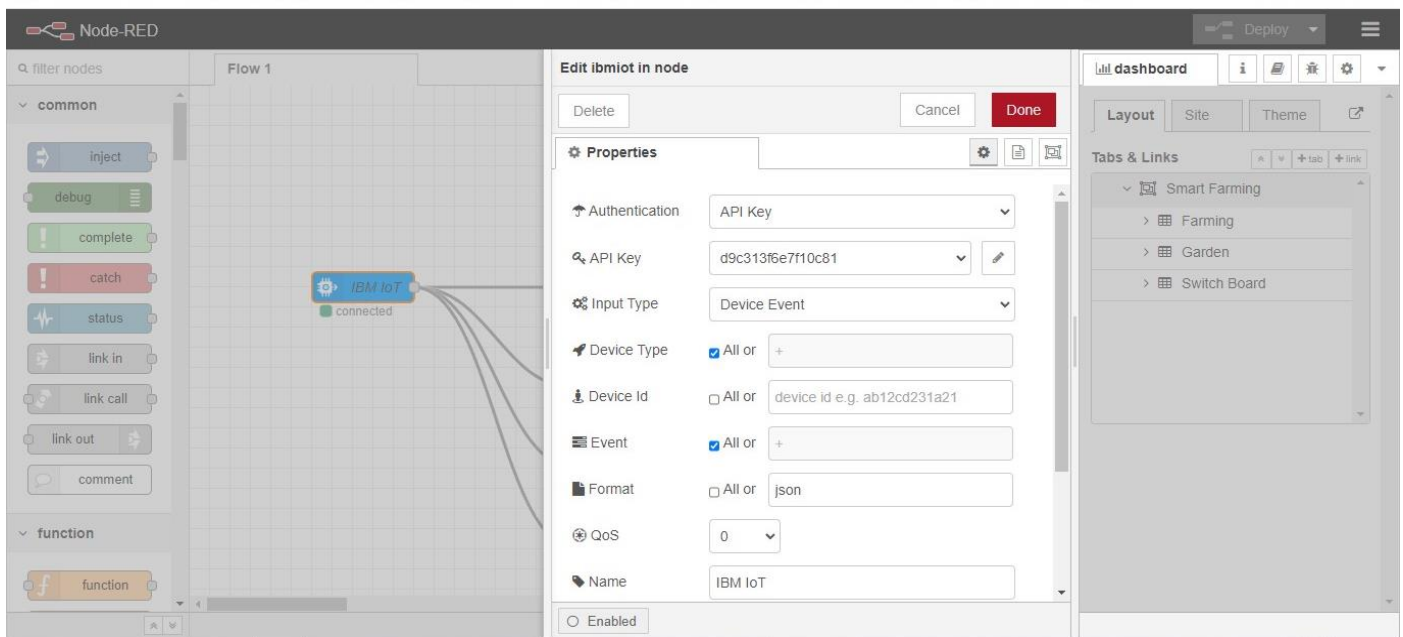 Node-RED
Deploy
filter nodes
Flow 1
Edit ibmiot in node
dashboard
i
common
Delete
Cancel
Done
Layout
Site
Theme
inject
Properties
Tabs & Links
+ tab
+ link
debug
Authentication
API Key
Smart Farming
complete
API Key
d9c313f6e7f10c81
Farming
catch
IBM IoT
Input Type
Device Event
Garden
status
connected
Switch Board
link in
Device Type
All or
+
link call
Device Id
All or
device id e.g. ab12cd231a21
link out
Event
All or
+
comment
Format
All or
json
function
QoS
0
function
Name
IBM IoT
Enabled